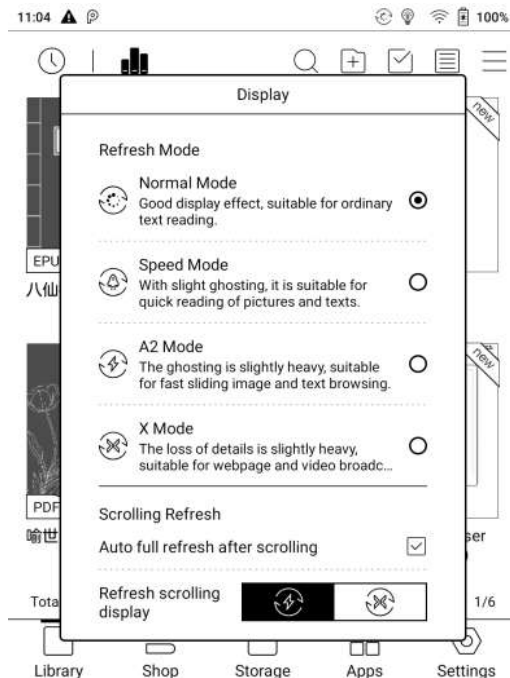 11:04
100%
Display
new
Refresh Mode
Normal Mode
Good display effect, suitable for ordinary
text reading.
EPU
八仙
Speed Mode
With slight ghosting, it is suitable for
quick reading of pictures and texts.
A2 Mode
The ghosting is slightly heavy, suitable
for fast sliding image and text browsing.
new
X Mode
The loss of details is slightly heavy,
suitable for webpage and video broadc...
PDF
喻世
Scrolling Refresh
ser
Auto full refresh after scrolling
Tota
Refresh scrolling
display
1/6
Library
Shop
Storage
Apps
Settings